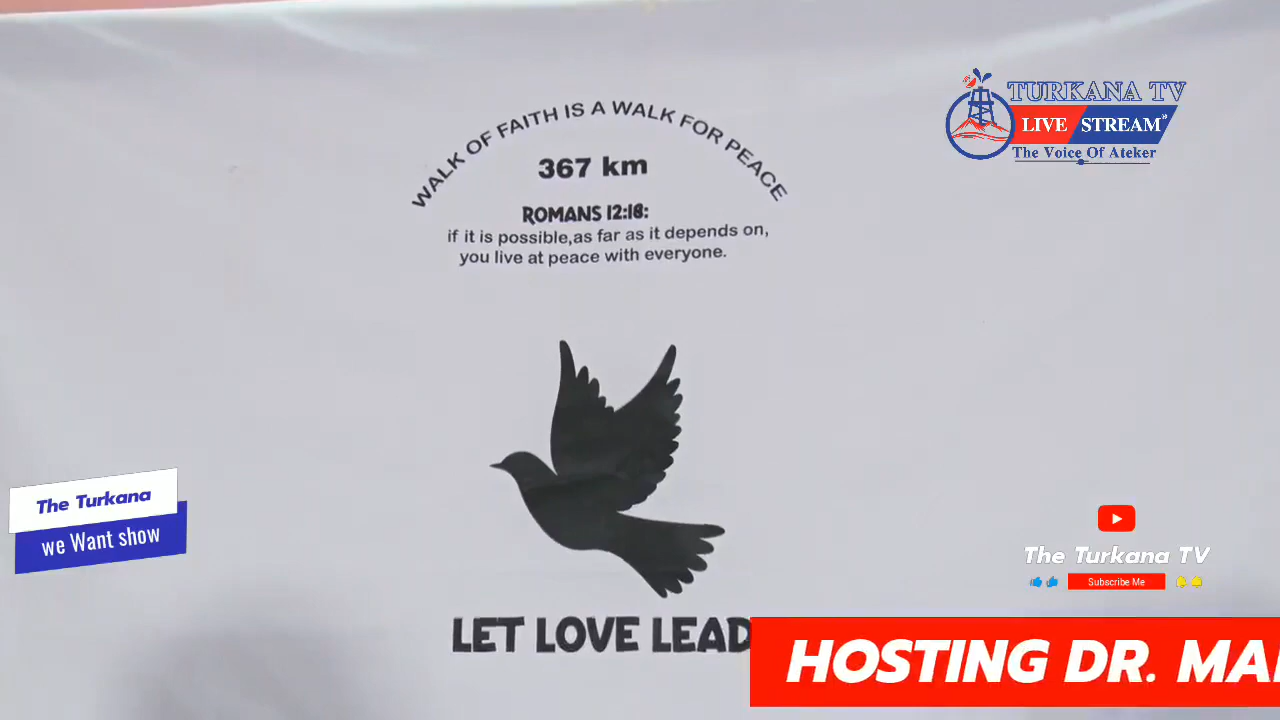 WALK OF FAITH IS A WALK FOR PEACE
367 km
ROMANS 12:18:
if it is possible,as far as it depends on,
you live at peace with everyone.
LET LOVE LEAD
TURKANA TV
LIVE STREAM
The Voice Of Ateker
The Turkana
we Want show
The Turkana TV
Subscribe Me
HOSTING DR.